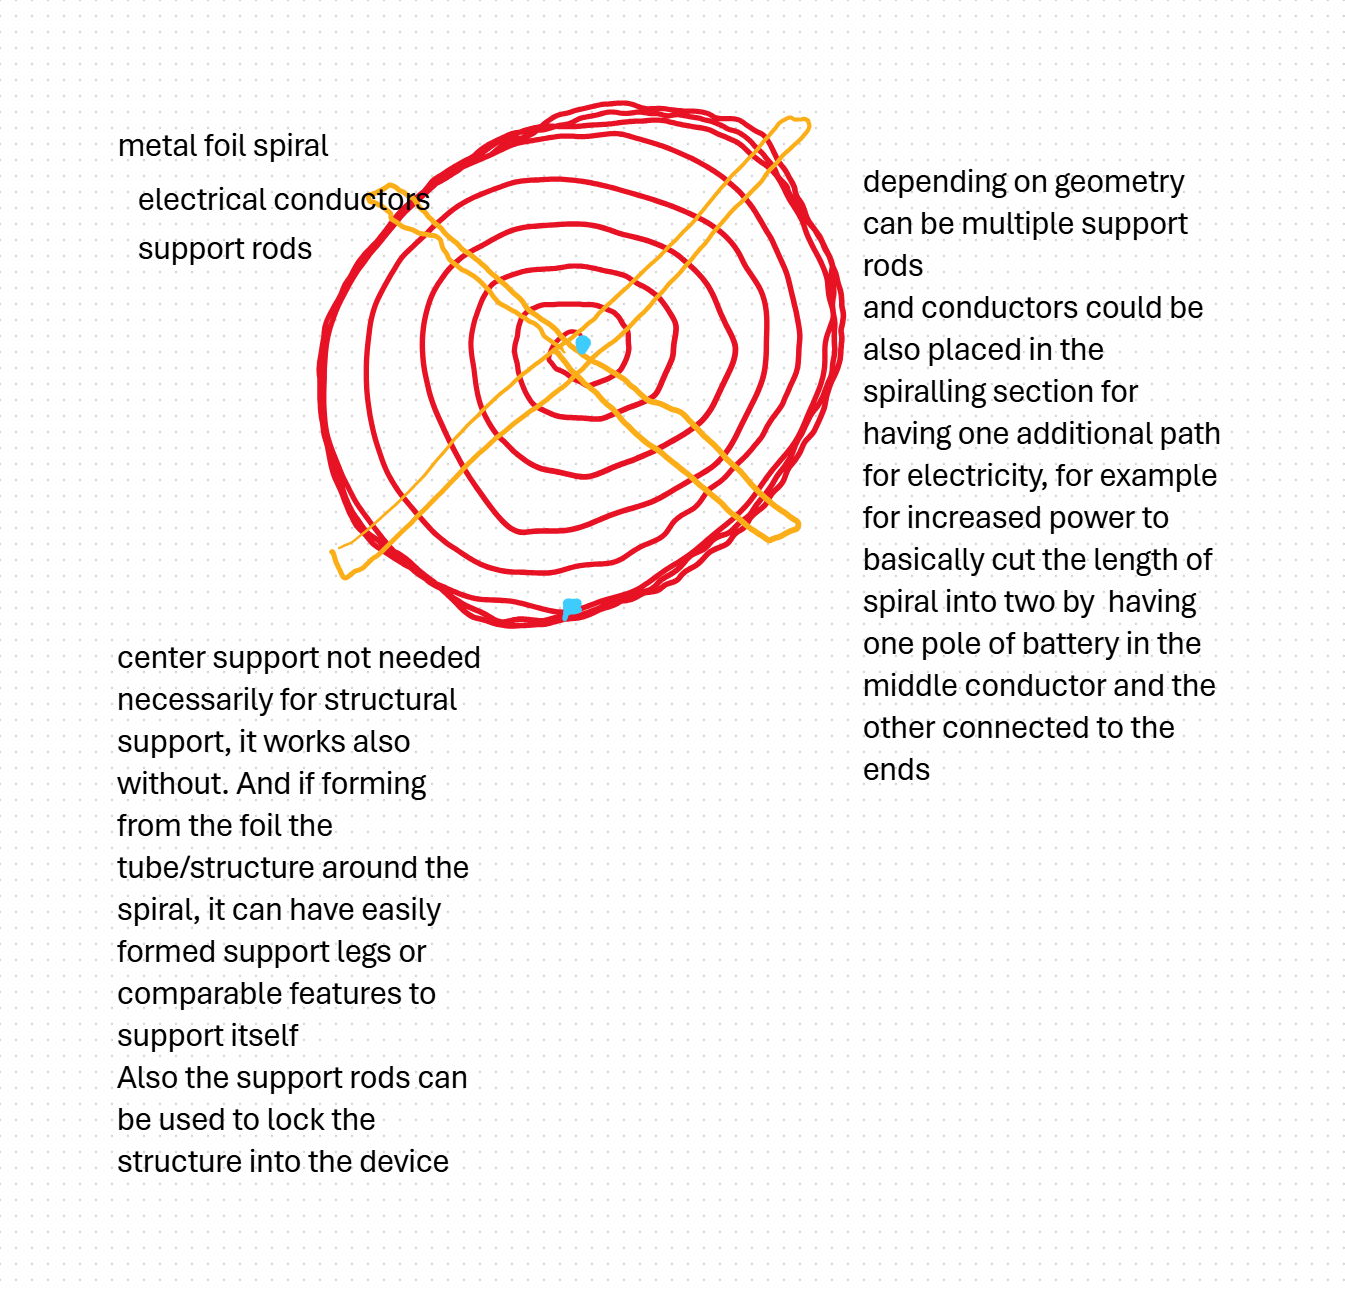 metal foil spiral
electrical conductors
support rods
depending on geometry
can be multiple support
rods
and conductors could be
also placed in the
spiralling section for
having one additional path
for electricity, for example
for increased power to
basically cut the length of
spiral into two by  having
one pole of battery in the
middle conductor and the
other connected to the
ends
center support not needed
necessarily for structural
support, it works also
without. And if forming
from the foil the
tube/structure around the
spiral, it can have easily
formed support legs or
comparable features to
support itself
Also the support rods can
be used to lock the
structure into the device